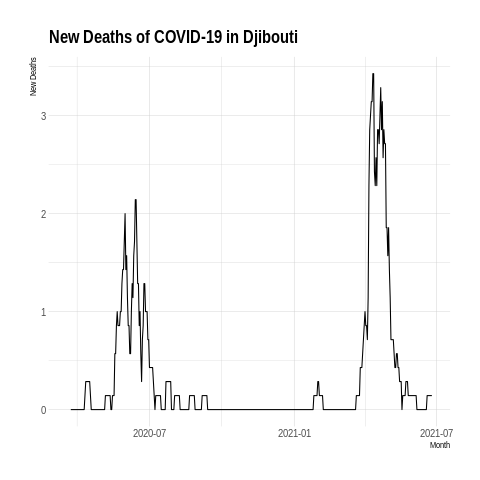 New Deaths of COVID-19 in Djibouti
New Deaths
3
2
1
0
2020-07
2021-01
2021-07
Month